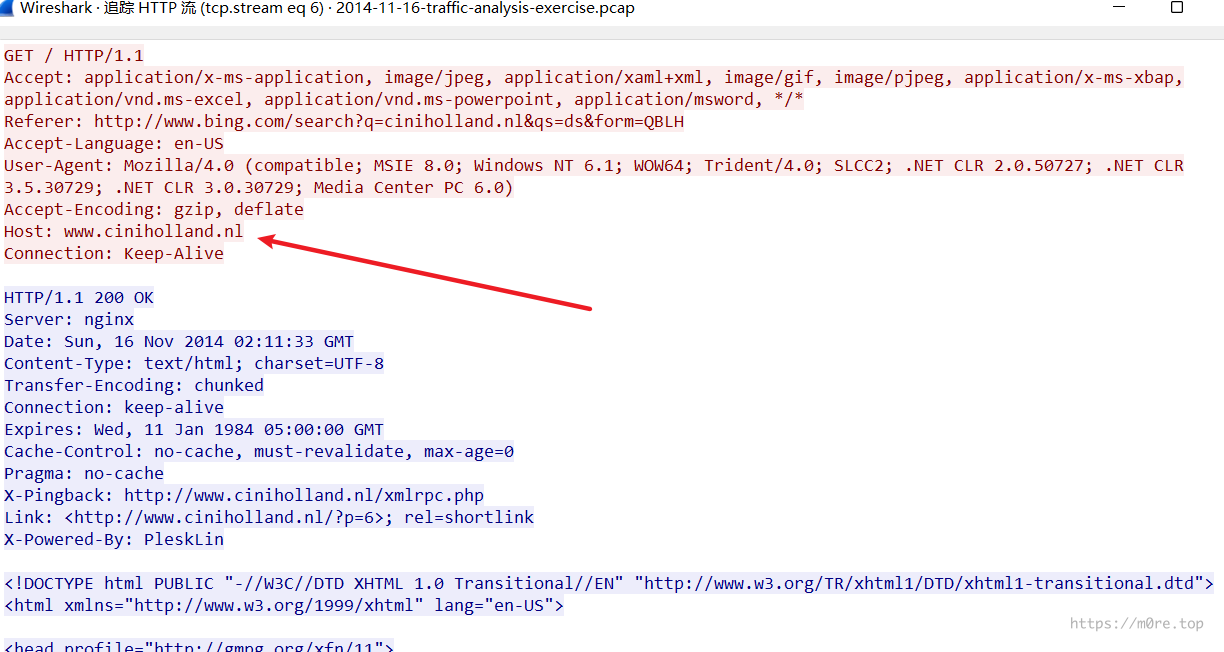 Wireshark · 追踪 HTTP 流 (tcp.stream eq 6) · 2014-11-16-traffic-analysis-exercise.pcap
GET / HTTP/1.1
Accept: application/x-ms-application, image/jpeg, application/xaml+xml, image/gif, image/pjpeg, application/x-ms-xbap,
application/vnd.ms-excel, application/vnd.ms-powerpoint, application/msword, */*
Referer: http://www.bing.com/search?q=ciniholland.nl&qs=ds&form=QBLH
Accept-Language: en-US
User-Agent: Mozilla/4.0 (compatible; MSIE 8.0; Windows NT 6.1; WOW64; Trident/4.0; SLCC2; .NET CLR 2.0.50727; .NET CLR
3.5.30729; .NET CLR 3.0.30729; Media Center PC 6.0)
Accept-Encoding: gzip, deflate
Host: www.ciniholland.nl
Connection: Keep-Alive
HTTP/1.1 200 OK
Server: nginx
Date: Sun, 16 Nov 2014 02:11:33 GMT
Content-Type: text/html; charset=UTF-8
Transfer-Encoding: chunked
Connection: keep-alive
Expires: Wed, 11 Jan 1984 05:00:00 GMT
Cache-Control: no-cache, must-revalidate, max-age=0
Pragma: no-cache
X-Pingback: http://www.ciniholland.nl/xmlrpc.php
Link: <http://www.ciniholland.nl/?p=6>; rel=shortlink
X-Powered-By: PleskLin
<!DOCTYPE html PUBLIC "-//W3C//DTD XHTML 1.0 Transitional//EN" "http://www.w3.org/TR/xhtml1/DTD/xhtml1-transitional.dtd">
<html xmlns="http://www.w3.org/1999/xhtml" lang="en-US">
https://m0re.top
<head profile="http://gmpg.org/xfn/11">